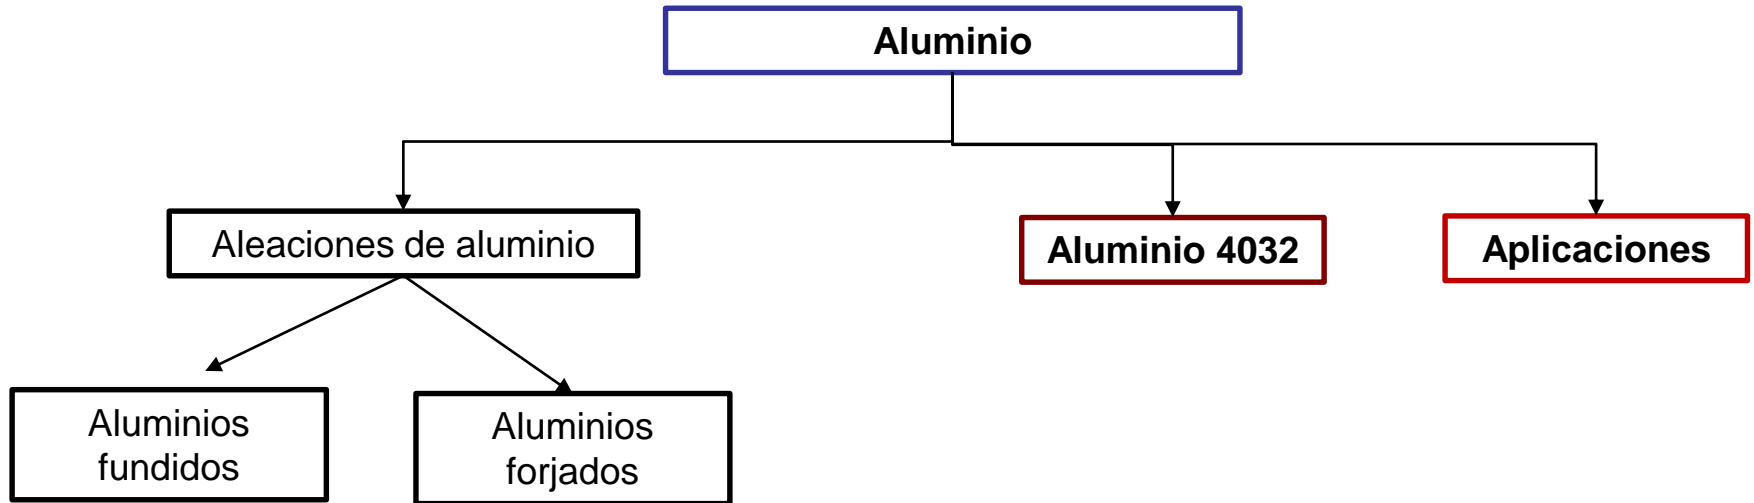 Aluminio
Aleaciones de aluminio
Aluminio 4032
Aplicaciones
Aluminios
fundidos
Aluminios
forjados